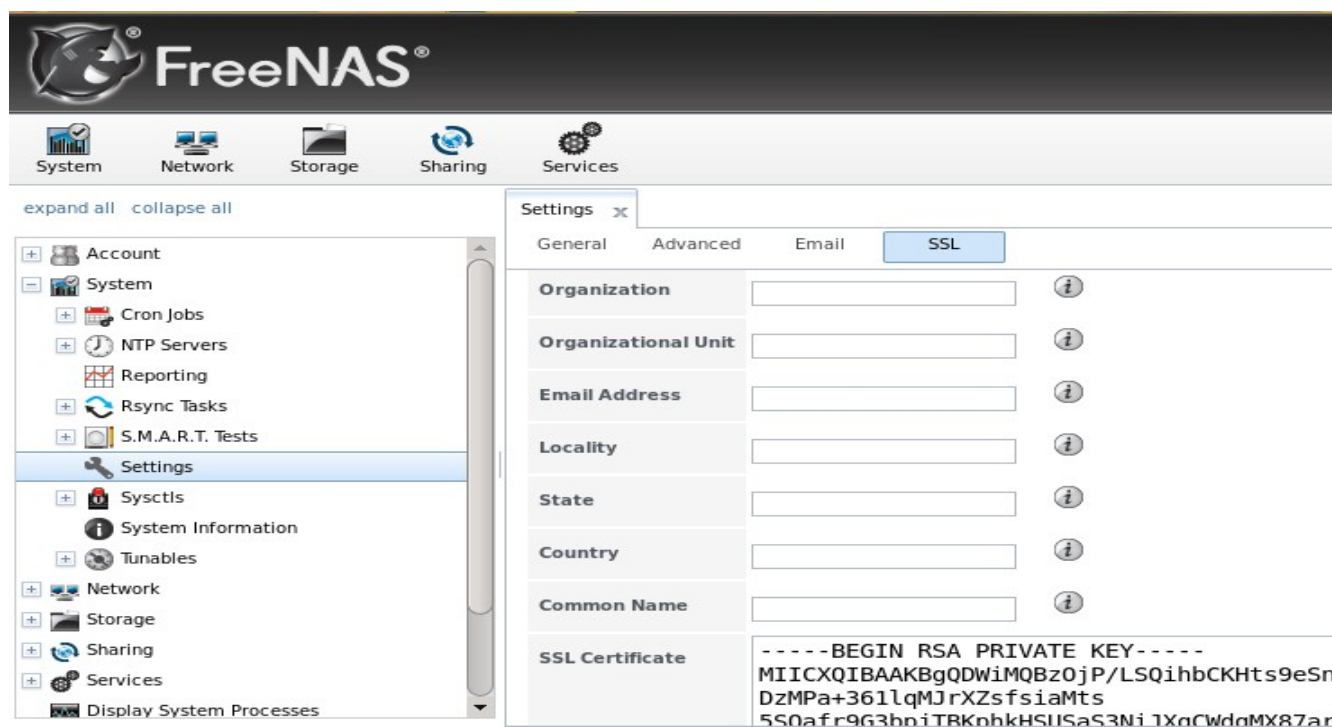 FreeNAS®
System Network Storage Sharing Services
expand all collapse all
Settings x
General Advanced Email SSL
Account
System
Cron Jobs
NTP Servers
Reporting
Rsync Tasks
S.M.A.R.T. Tests
Settings
Sysctls
System Information
Tunables
Network
Storage
Sharing
Services
Display System Processes
Organization
Organizational Unit
Email Address
Locality
State
Country
Common Name
SSL Certificate
-----BEGIN RSA PRIVATE KEY-----
MIICXQIBAAKBgQDWiMQBzOjP/LSQihbCKHts9eSn
DzMPa+361lqMJrXZsfsiaMts